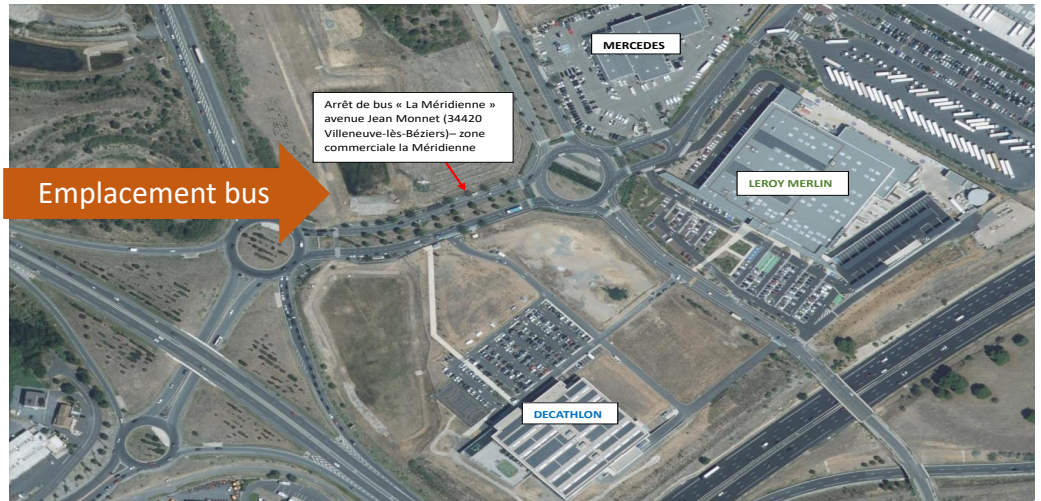 MERCEDES
Arrêt de bus « La Méridienne »
avenue Jean Monnet (34420
Villeneuve-lès-Béziers)– zone
commerciale la Méridienne
Emplacement bus
LEROY MERLIN
DECATHLON